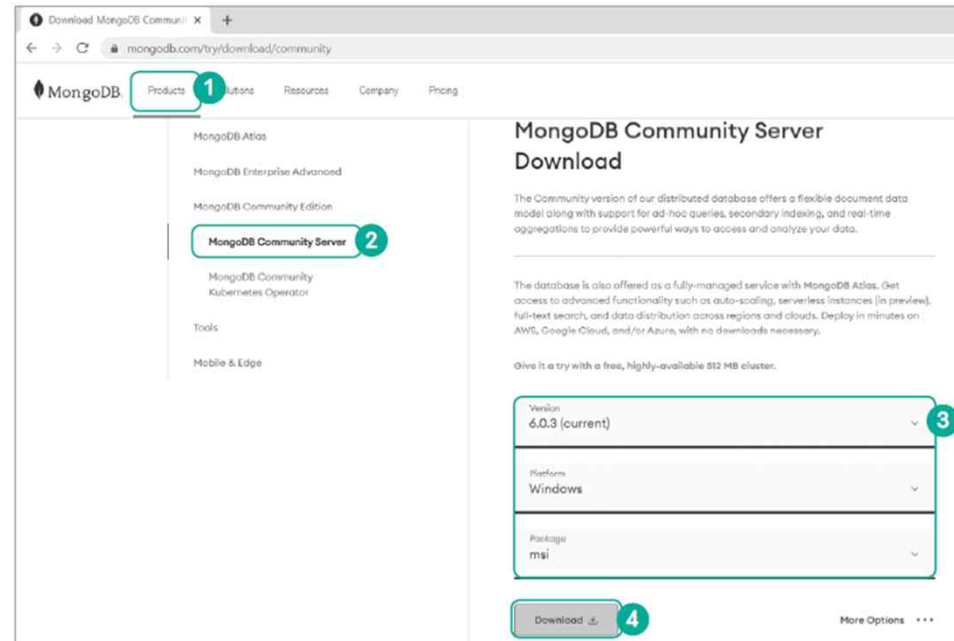 Download MongoDB Communi
mongodb.com/try/download/community
MongoDB.
Products
1
lutions
Resources
Company
Pricing
MongoDB Atlas
MongoDB Enterprise Advanced
MongoDB Community Edition
MongoDB Community Server
2
MongoDB Community
Kubernetes Operator
Tools
Mobile & Edge
MongoDB Community Server
Download
The Community version of our distributed database offers a flexible document data
model along with support for ad-hoc queries, secondary indexing, and real-time
aggregations to provide powerful ways to access and analyze your data.
The database is also offered as a fully-managed service with MongoDB Atlas. Get
access to advanced functionality such as auto-scaling, serverless instances (in preview),
full-text search, and data distribution across regions and clouds. Deploy in minutes on
AWS, Google Cloud, and/or Azure, with no downloads necessary.
Give it a try with a free, highly-available 512 MB cluster.
Version
6.0.3 (current)
3
Platform
Windows
Package
msi
Download
4
More Options